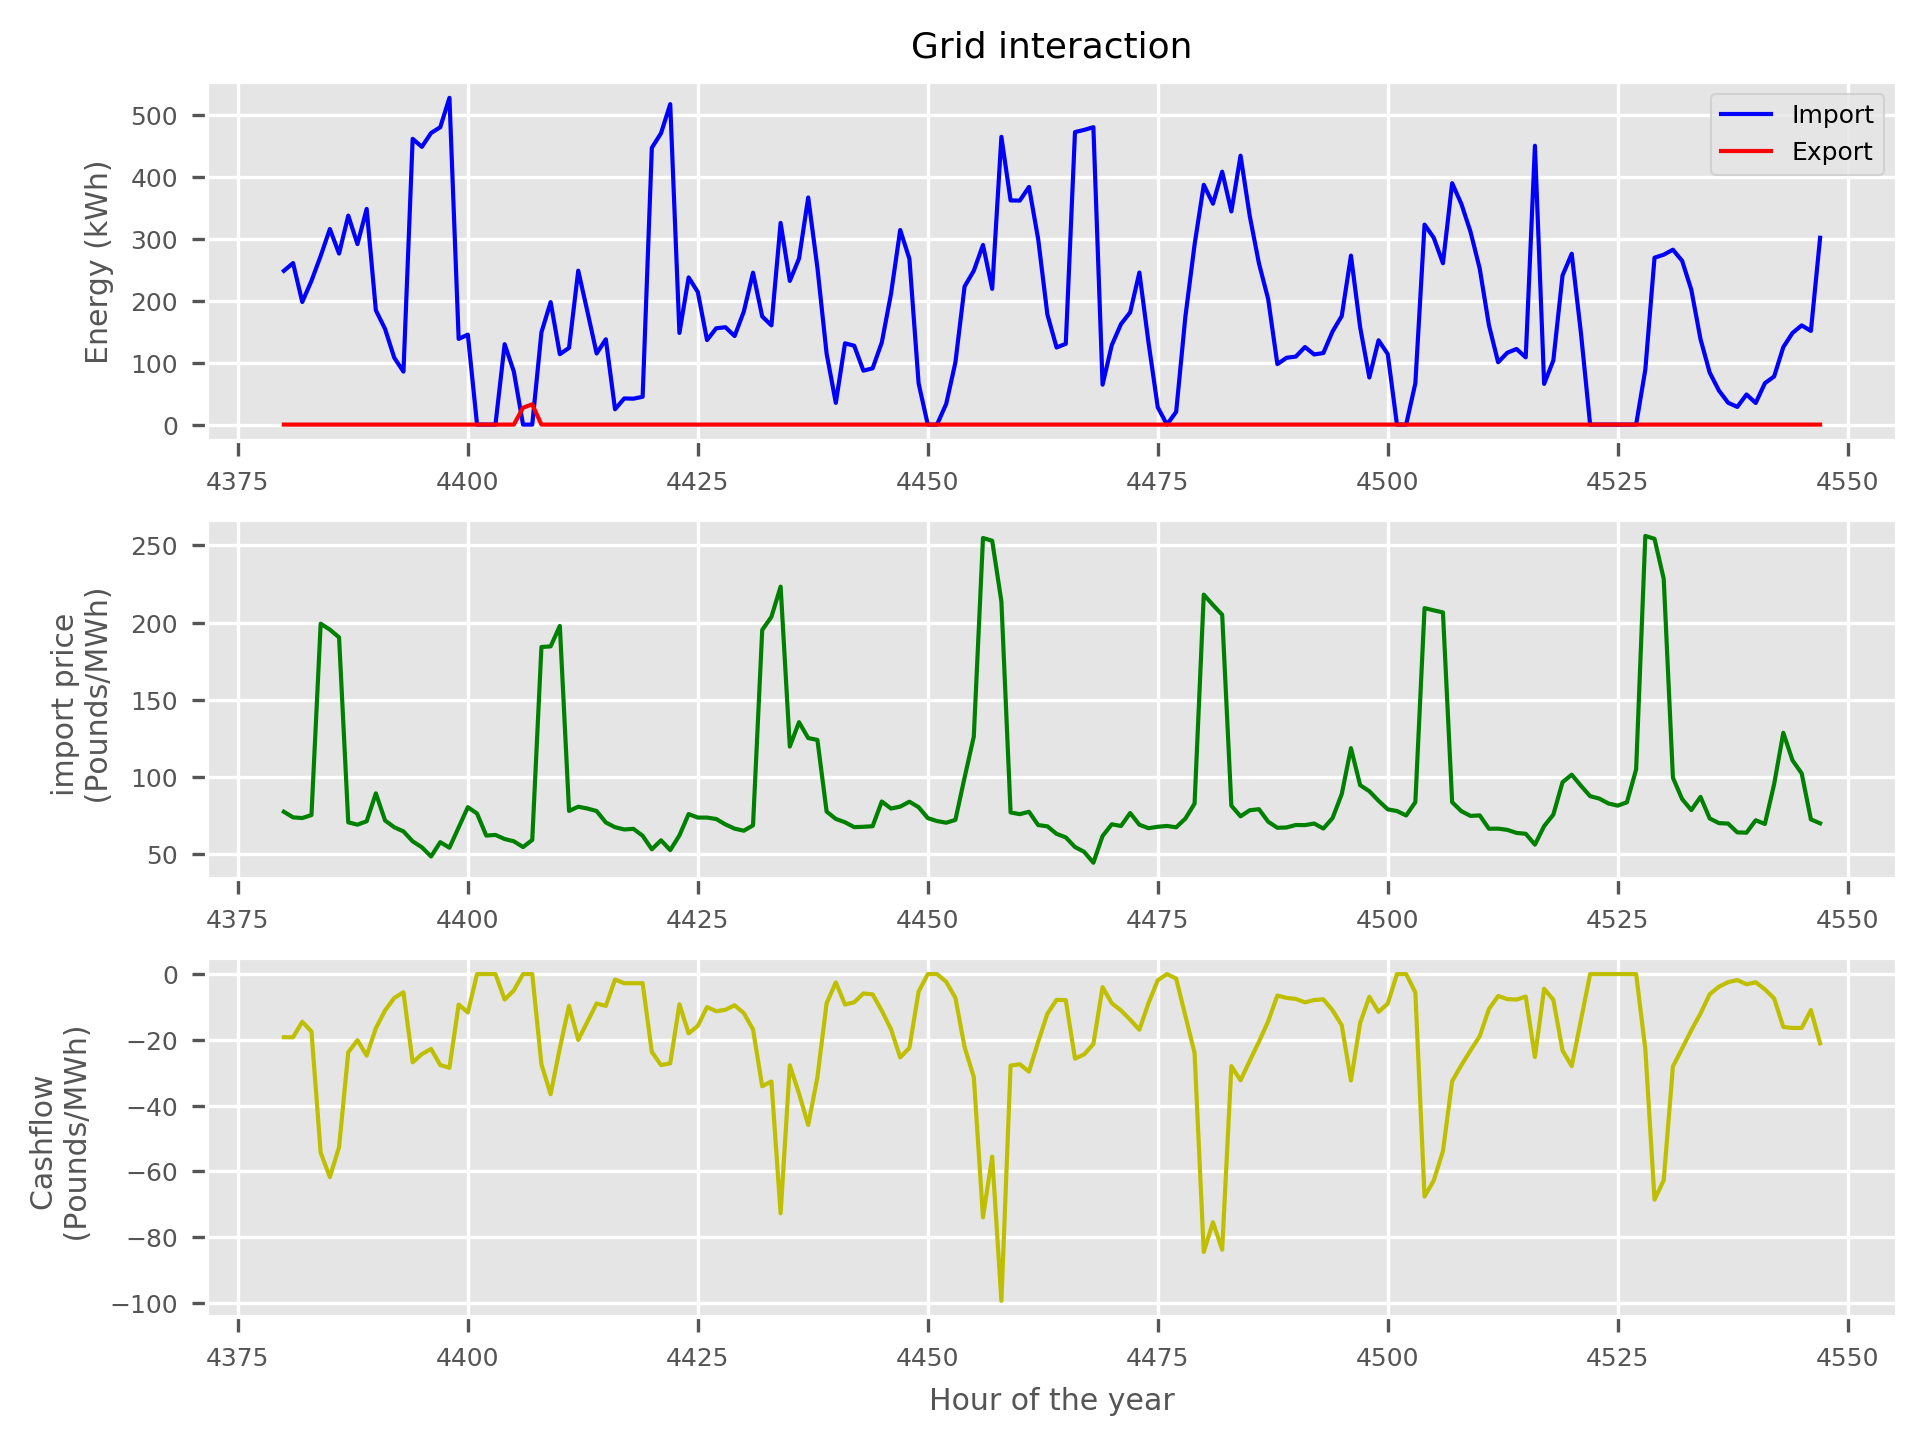 Grid interaction
Energy (kWh)
500
400
300
200
100
0
Import
Export
4375 4400 4425 4450 4475 4500 4525 4550
import price
(Pounds/MWh)
250
200
150
100
50
4375 4400 4425 4450 4475 4500 4525 4550
Cashflow
(Pounds/MWh)
0
−20
−40
−60
−80
−100
4375 4400 4425 4450 4475 4500 4525 4550
Hour of the year